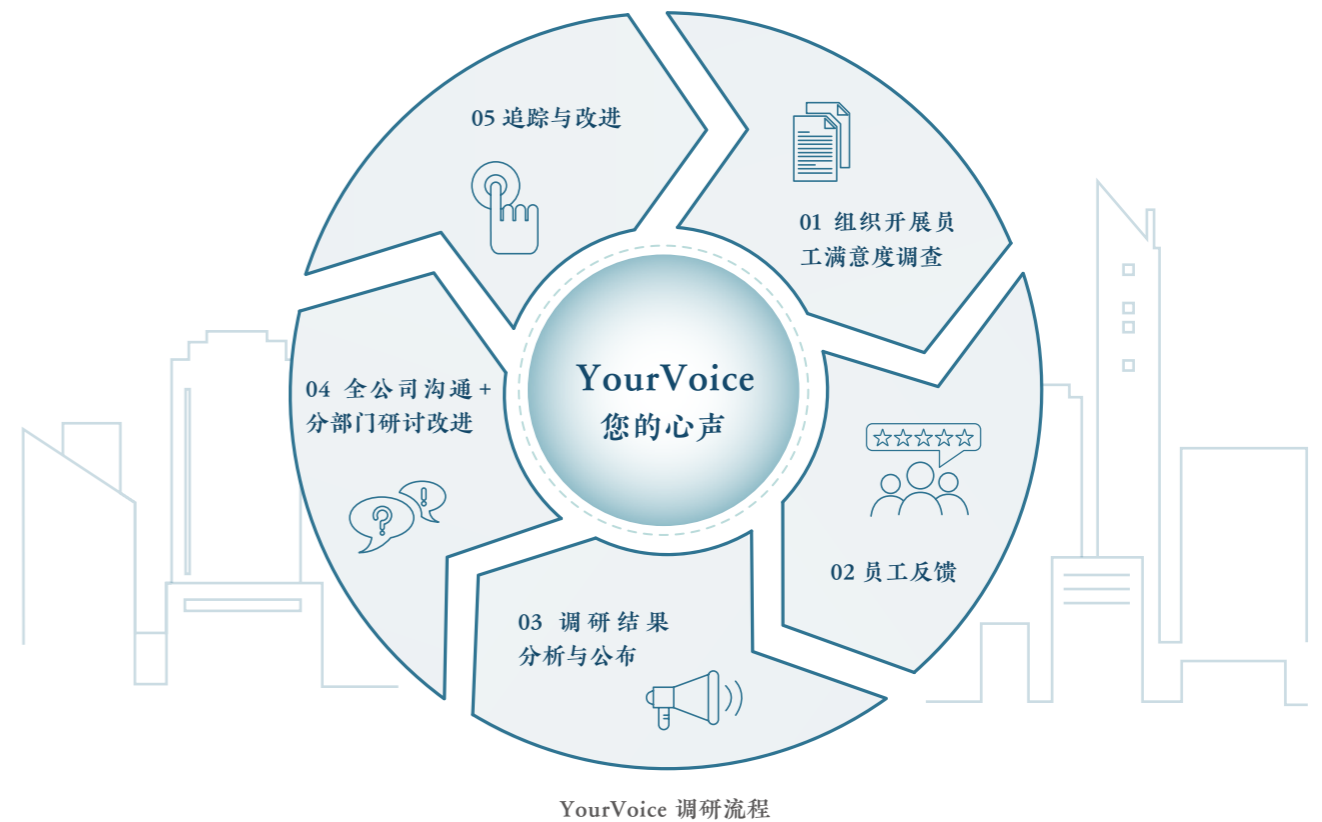 YourVoice
您的心声
01 组织开展员
工满意度调查
02 员工反馈
03 调研结果
分析与公布
04 全公司沟通+
分部门研讨改进
05 追踪与改进
YourVoice 调研流程